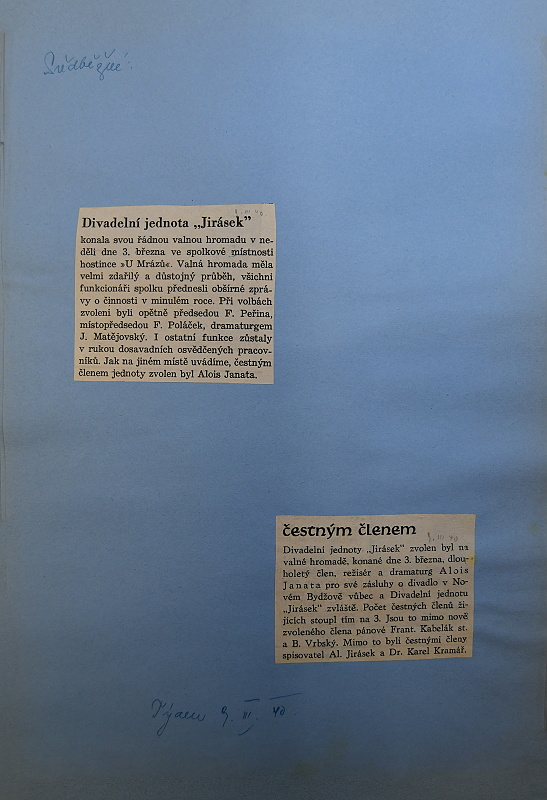 Divadelní jednota „Jirásek"
konala svou řádnou valnou hromadu v ne-
děli dne 3. března ve spolkové místnosti
hostince »U Mrázů«. Valná hromada měla
velmi zdařilý a důstojný průběh, všichni
funkcionáři spolku přednesli obšírné zprá-
vy o činnosti v minulém roce. Při volbách
zvoleni byli opětně předsedou F. Peřina,
místopředsedou F. Poláček, dramaturgem
J. Matějovský. I ostatní funkce zůstaly
v rukou dosavadních osvědčených pracov-
níků. Jak na jiném místě uvádíme, čestným
členem jednoty zvolen byl Alois Janata.
čestným členem
Divadelní jednoty „Jirásek" zvolen byl na
valné hromadě, konané dne 3. března, dlou-
holetý člen, režisér a dramaturg Alois
Janata pro své zásluhy o divadlo v No-
vém Bydžově vůbec a Divadelní jednotu
„Jirásek" zvláště. Počet čestných členů ži-
jících stoupl tím na 3. Jsou to mimo nově
zvoleného člena pánové Frant. Kabelák st.
a B. Vrbský. Mimo to byli čestnými členy
spisovatel Al. Jirásek a Dr. Karel Kramář.
9. III. 40